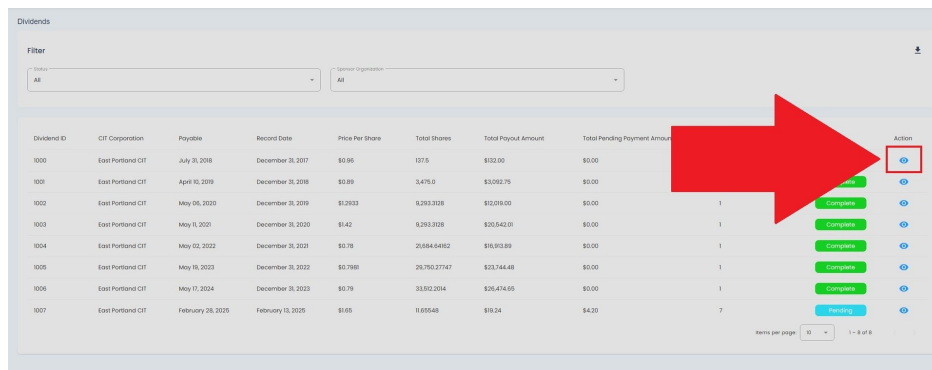 Dividends
Filter
Status
All
Sponsor Organization
All
Dividend ID CIT Corporation Payable Record Date Price Per Share Total Shares Total Payout Amount Total Pending Payment Amount Action
1000 East Portland CIT July 31, 2018 December 31, 2017 $0.96 137.5 $132.00 $0.00
1001 East Portland CIT April 10, 2019 December 31, 2018 $0.89 3,475.0 $3,092.75 $0.00
1002 East Portland CIT May 06, 2020 December 31, 2019 $1.2933 9,293.3128 $12,019.00 $0.00 1 Complete
1003 East Portland CIT May 11, 2021 December 31, 2020 $1.42 9,293.3128 $20,542.01 $0.00 1 Complete
1004 East Portland CIT May 02, 2022 December 31, 2021 $0.78 21,684.64162 $16,913.89 $0.00 1 Complete
1005 East Portland CIT May 19, 2023 December 31, 2022 $0.7981 29,750.27747 $23,744.48 $0.00 1 Complete
1006 East Portland CIT May 17, 2024 December 31, 2023 $0.79 33,512.2014 $26,474.65 $0.00 1 Complete
1007 East Portland CIT February 28, 2025 February 13, 2025 $1.65 11.65548 $19.24 $4.20 7 Pending
Items per page: 10 1 – 8 of 8